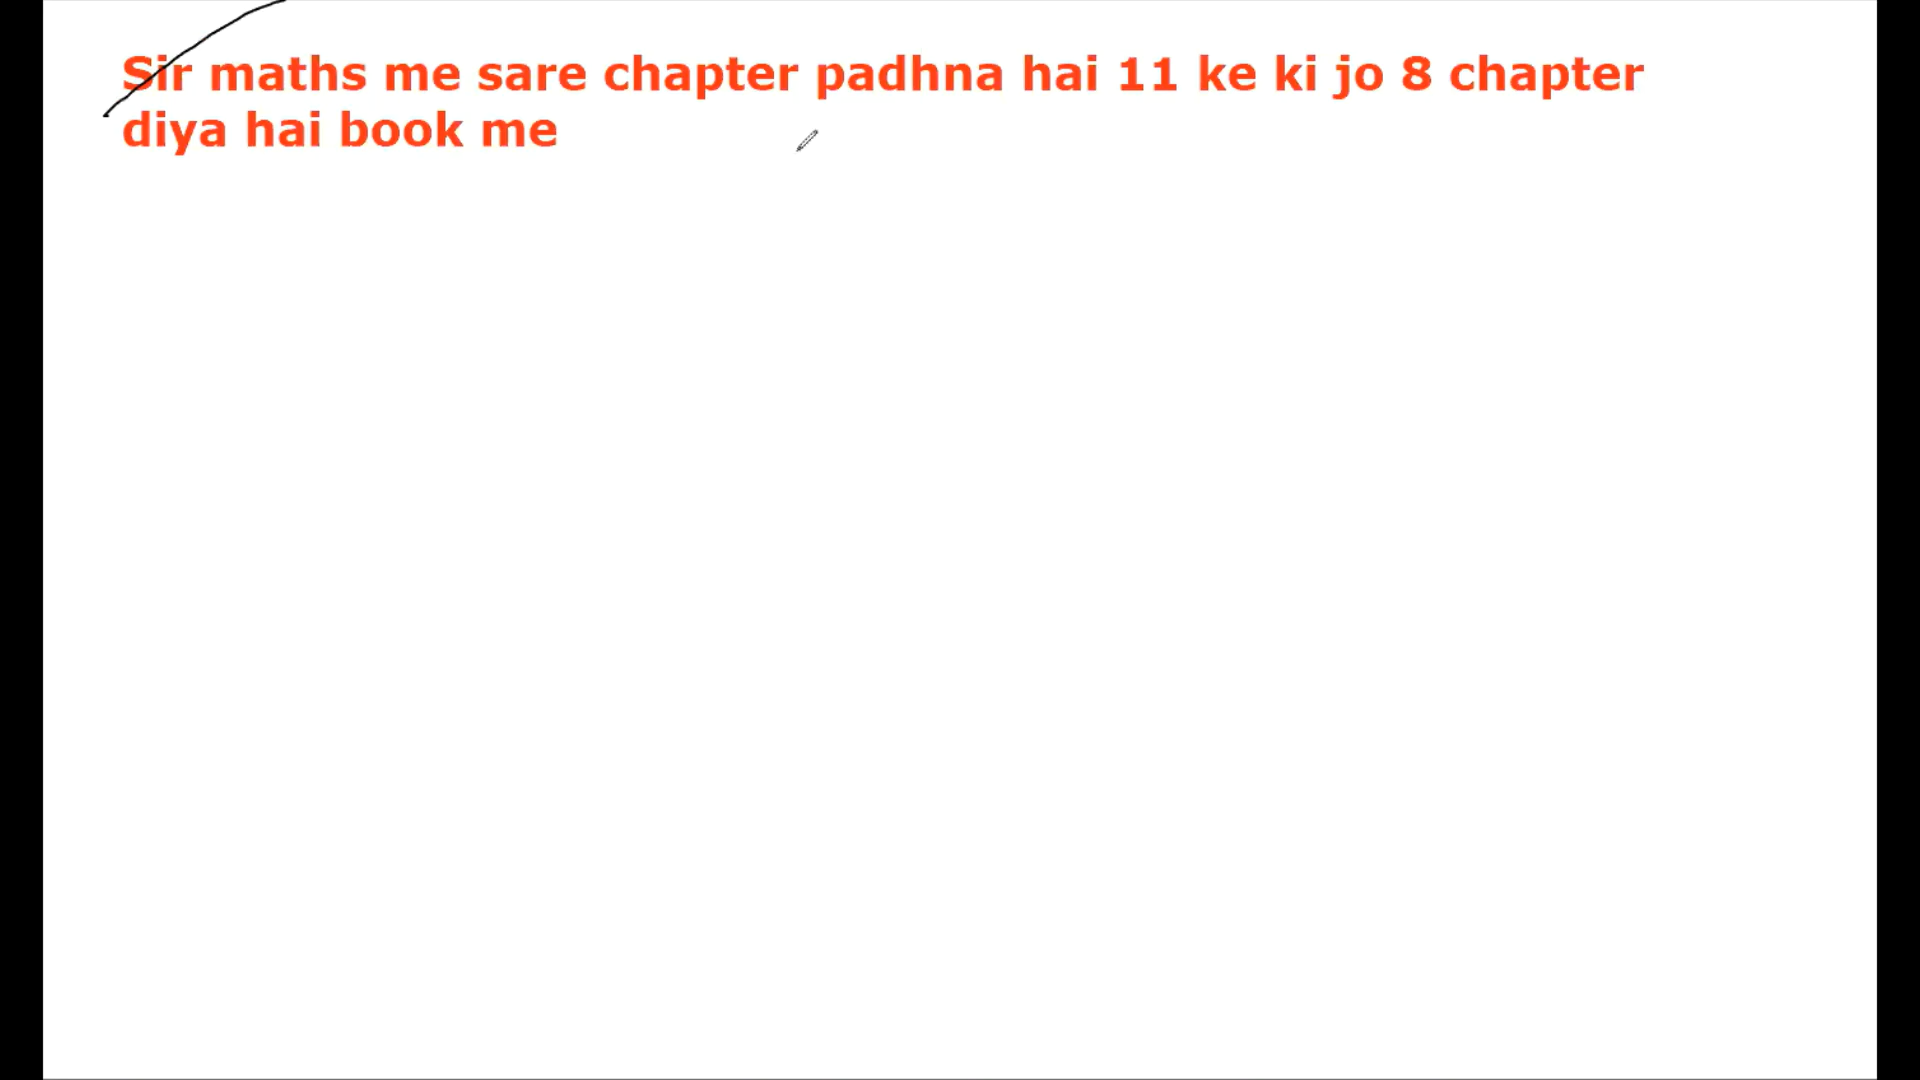 Sir maths me sare chapter padhna hai 11 ke ki jo 8 chapter
diya hai book me